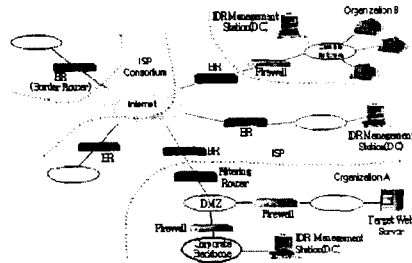 IDR Management
Station(DC)
Organization B
ISP
Consortium
BR
(Border Router)
BR
Firewall
Internet
BR
IDR Management
Station(DC)
BR
BR
ISP
Filtering
Router
Organization A
DMZ
Firewall
Firewall
Target Web
Server
Corporate
Backbone
IDR Management
Station(DC)